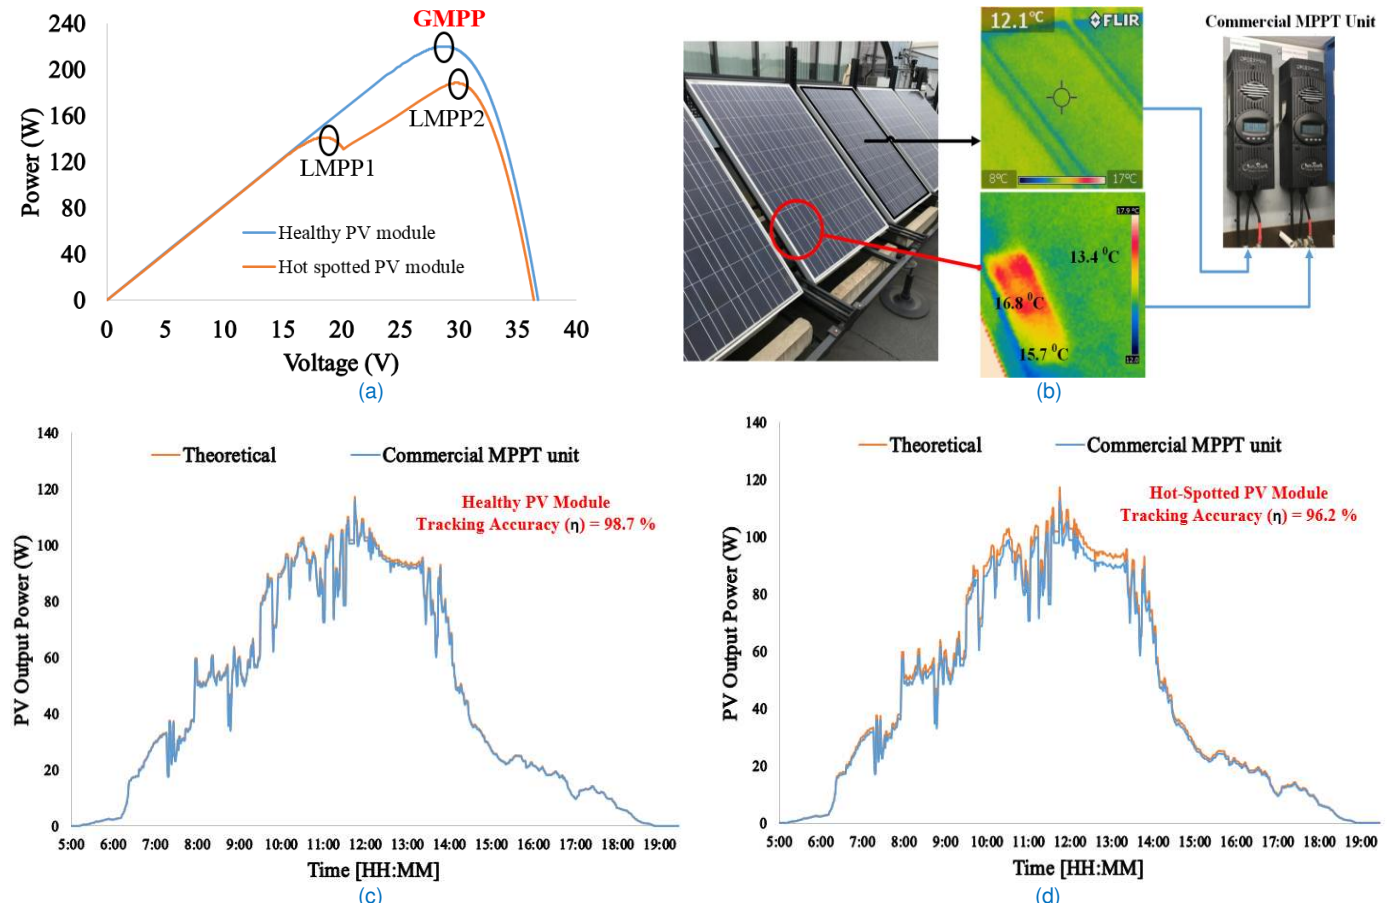 240
200
160
120
80
40
0
Power (W)
GMPP
LMPP2
LMPP1
Healthy PV module
Hot spotted PV module
0 5 10 15 20 25 30 35 40
Voltage (V)
(a)
12.1°C
FLIR
8°C 17°C
17.9 °C
13.4 ⁰C
16.8 ⁰C
15.7 ⁰C
12.0
Commercial MPPT Unit
(b)
140
120
100
80
60
40
20
0
PV Output Power (W)
Theoretical
Commercial MPPT unit
Healthy PV Module
Tracking Accuracy (η) = 98.7 %
5:00 6:00 7:00 8:00 9:00 10:00 11:00 12:00 13:00 14:00 15:00 16:00 17:00 18:00 19:00
Time [HH:MM]
(c)
140
120
100
80
60
40
20
0
PV Output Power (W)
Theoretical
Commercial MPPT unit
Hot-Spotted PV Module
Tracking Accuracy (η) = 96.2 %
5:00 6:00 7:00 8:00 9:00 10:00 11:00 12:00 13:00 14:00 15:00 16:00 17:00 18:00 19:00
Time [HH:MM]
(d)